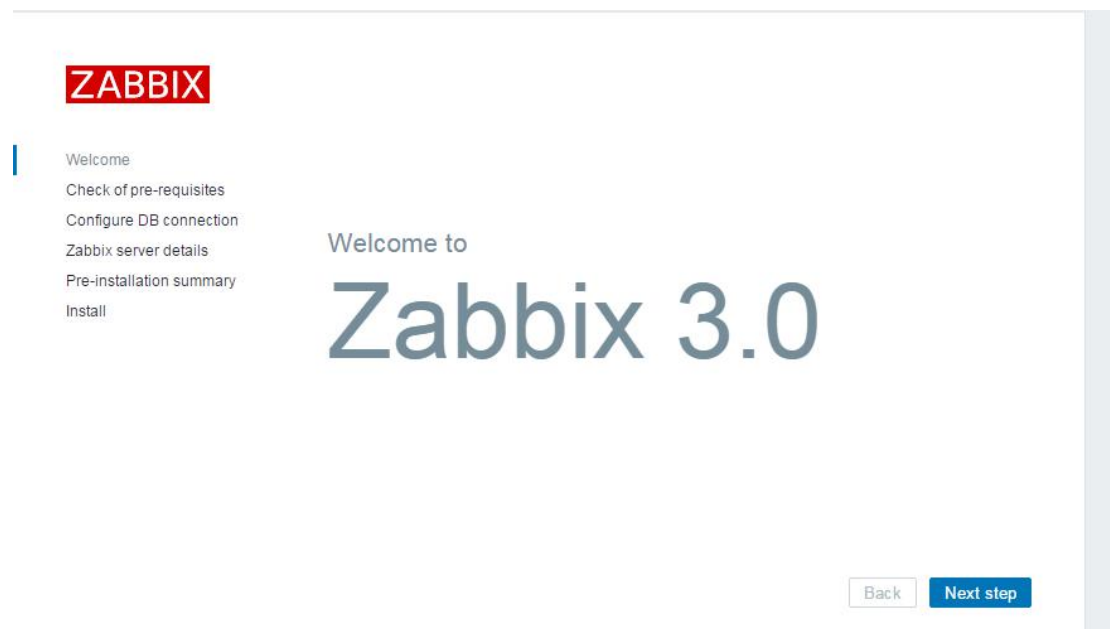 ZABBIX
Welcome
Check of pre-requisites
Configure DB connection
Zabbix server details
Pre-installation summary
Install
Welcome to
Zabbix 3.0
Back
Next step